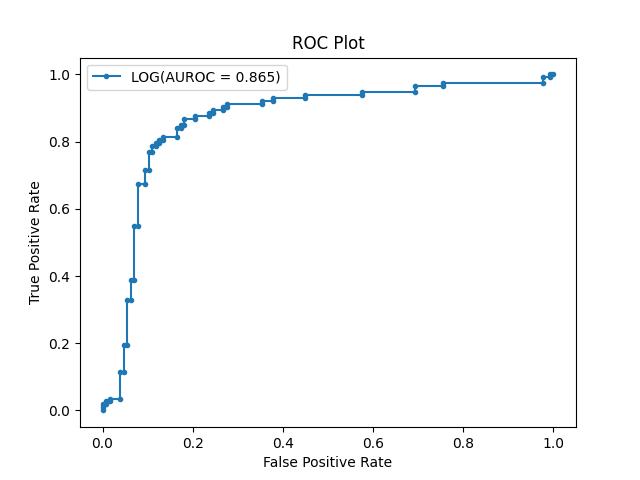 ROC Plot
LOG(AUROC = 0.865)
True Positive Rate
1.0
0.8
0.6
0.4
0.2
0.0
0.0 0.2 0.4 0.6 0.8 1.0
False Positive Rate